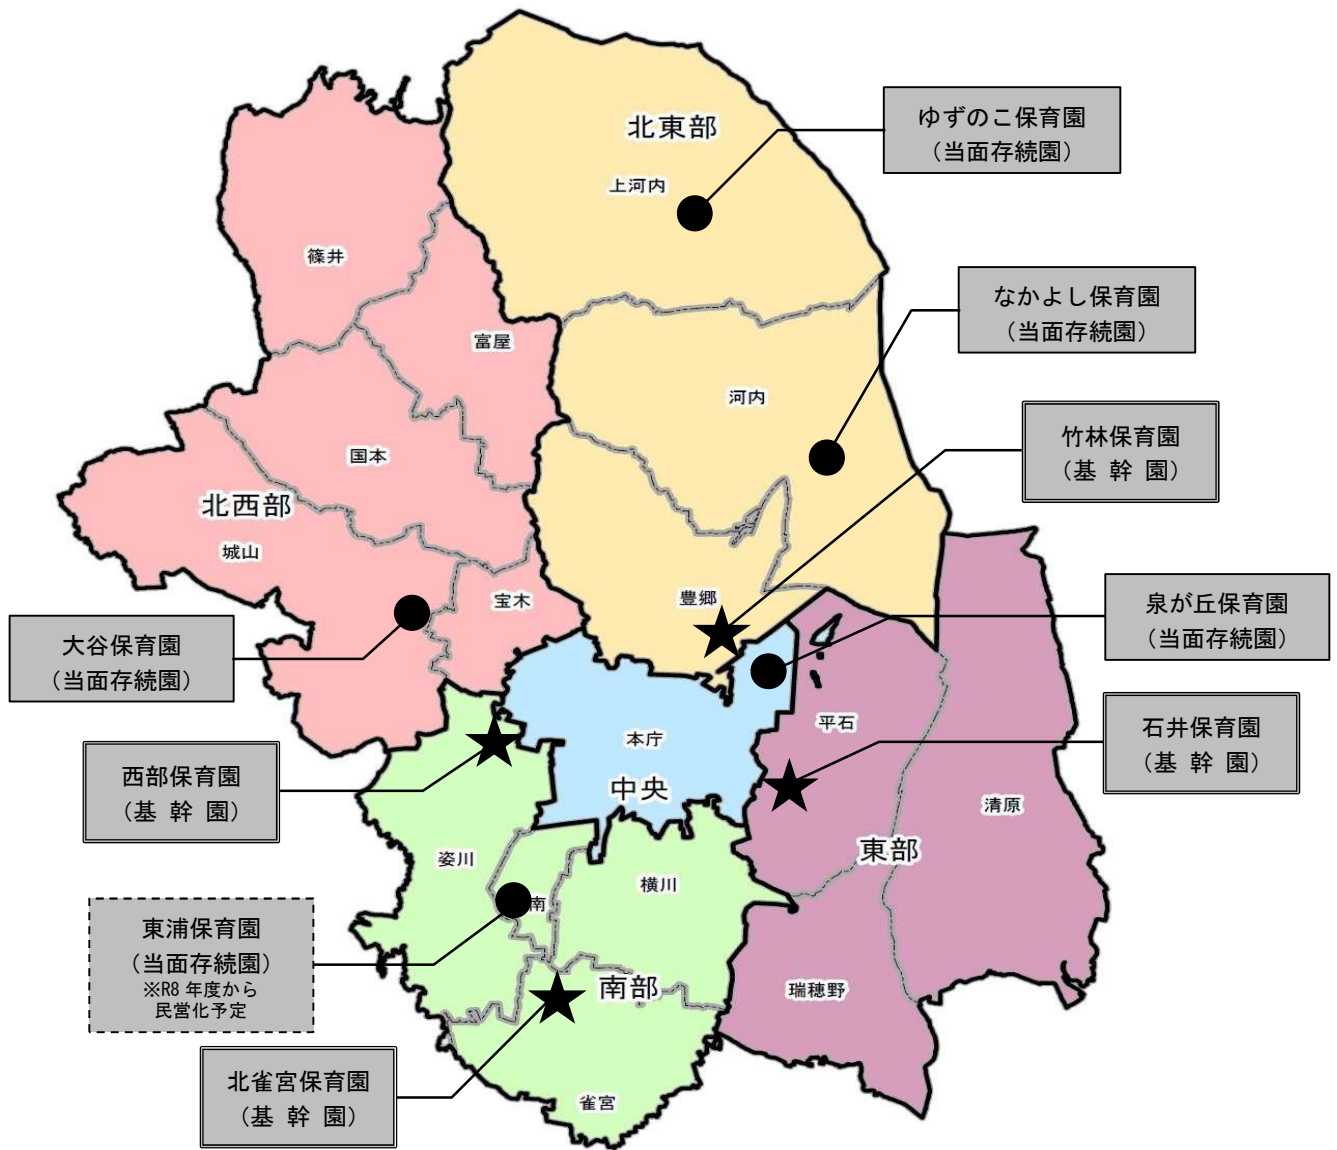 北東部
上河内
ゆずのこ保育園
（当面存続園）
篠井
富屋
なかよし保育園
（当面存続園）
河内
竹林保育園
（基 幹 園）
国本
北西部
城山
宝木
豊郷
泉が丘保育園
（当面存続園）
大谷保育園
（当面存続園）
平石
石井保育園
（基 幹 園）
本庁
中央
西部保育園
（基 幹 園）
清原
東部
姿川
横川
南
東浦保育園
（当面存続園）
※R8 年度から
民営化予定
南部
瑞穂野
北雀宮保育園
（基 幹 園）
雀宮